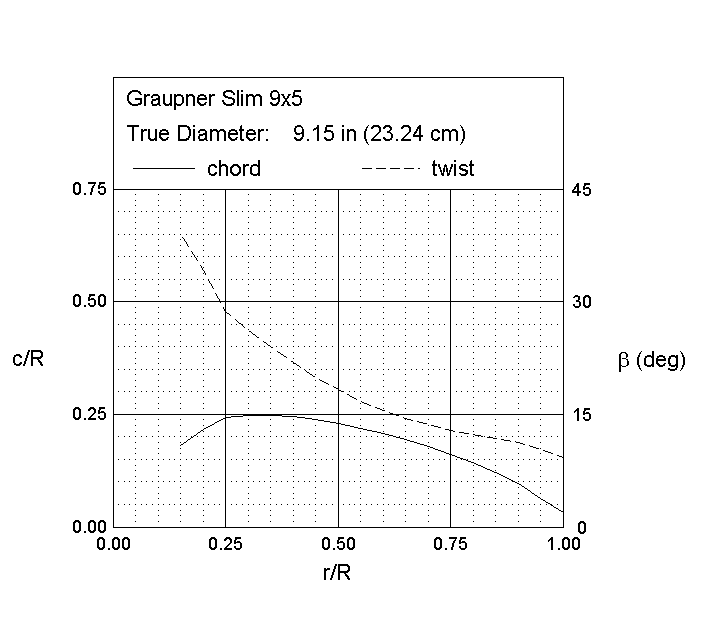 Graupner Slim 9x5
True Diameter: 9.15 in (23.24 cm)
chord twist
0.75 45
0.50 30
c/R β (deg)
0.25 15
0.00 0
0.00 0.25 0.50 0.75 1.00
r/R